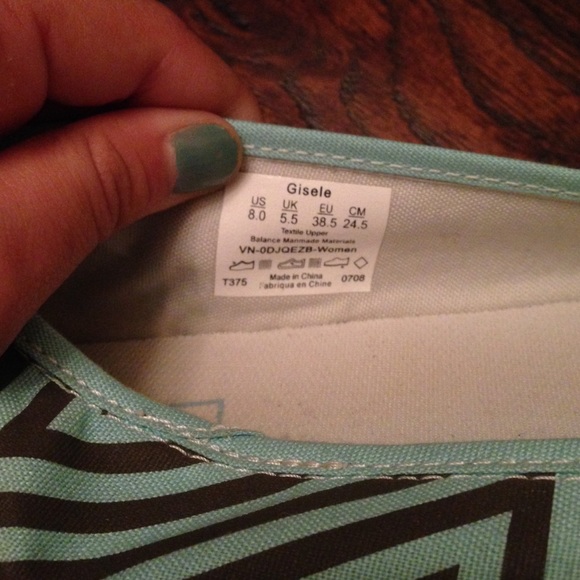 Gisele
US UK EU CM
8.0 5.5 38.5 24.5
Textile Upper
Balance Manmade Materials
VN-0DJQEZB-Women
Made in China
T375 Fabriqua en Chine 0708